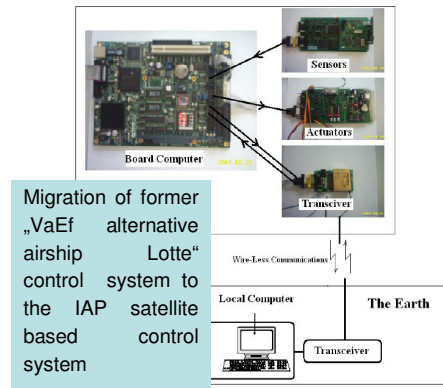 Sensors
Actuators
Board Computer
Transciver
Migration of former
„VaEf alternative
airship Lotte“
control system to
the IAP satellite
based control
system
Wire-Less Communications
Local Computer
The Earth
Transceiver